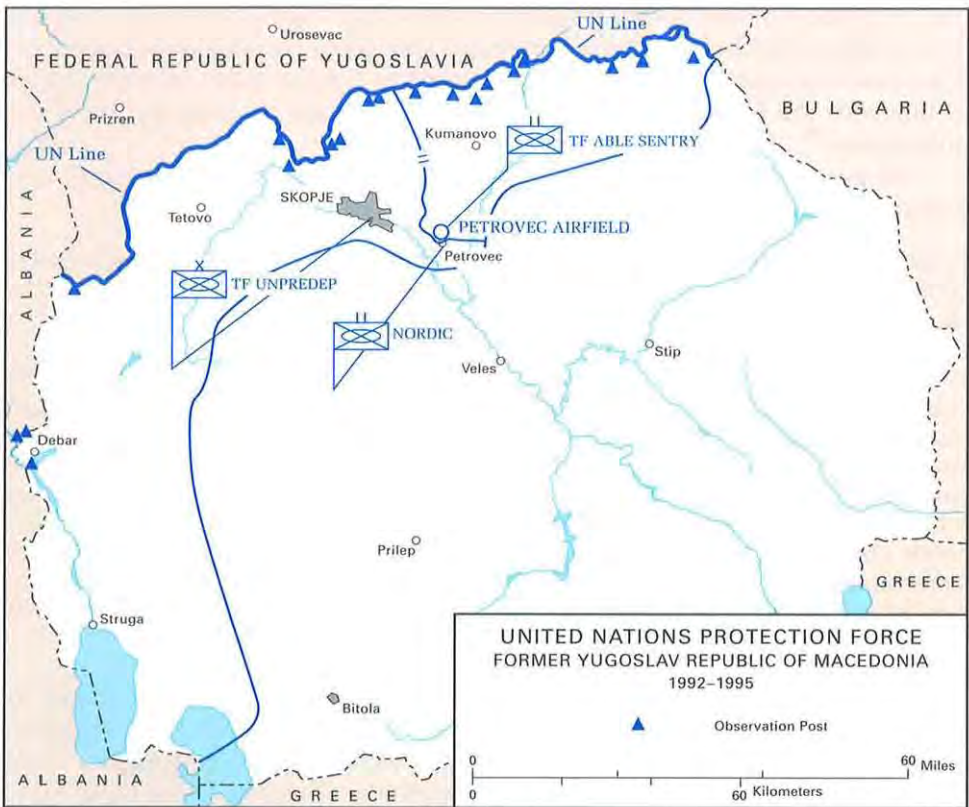 Urosevac
UN Line
FEDERAL REPUBLIC OF YUGOSLAVIA
Prizren
BULGARIA
Kumanovo
TF ABLE SENTRY
UN Line
ALBANIA
SKOPJE
Tetovo
PETROVEC AIRFIELD
Petrovec
X
TF UNPREDEP
NORDIC
Veles
Stip
Debar
Prilep
GREECE
Struga
UNITED NATIONS PROTECTION FORCE
FORMER YUGOSLAV REPUBLIC OF MACEDONIA
1992–1995
Bitola
Observation Post
0 60 Miles
0 60 Kilometers
ALBANIA
GREECE